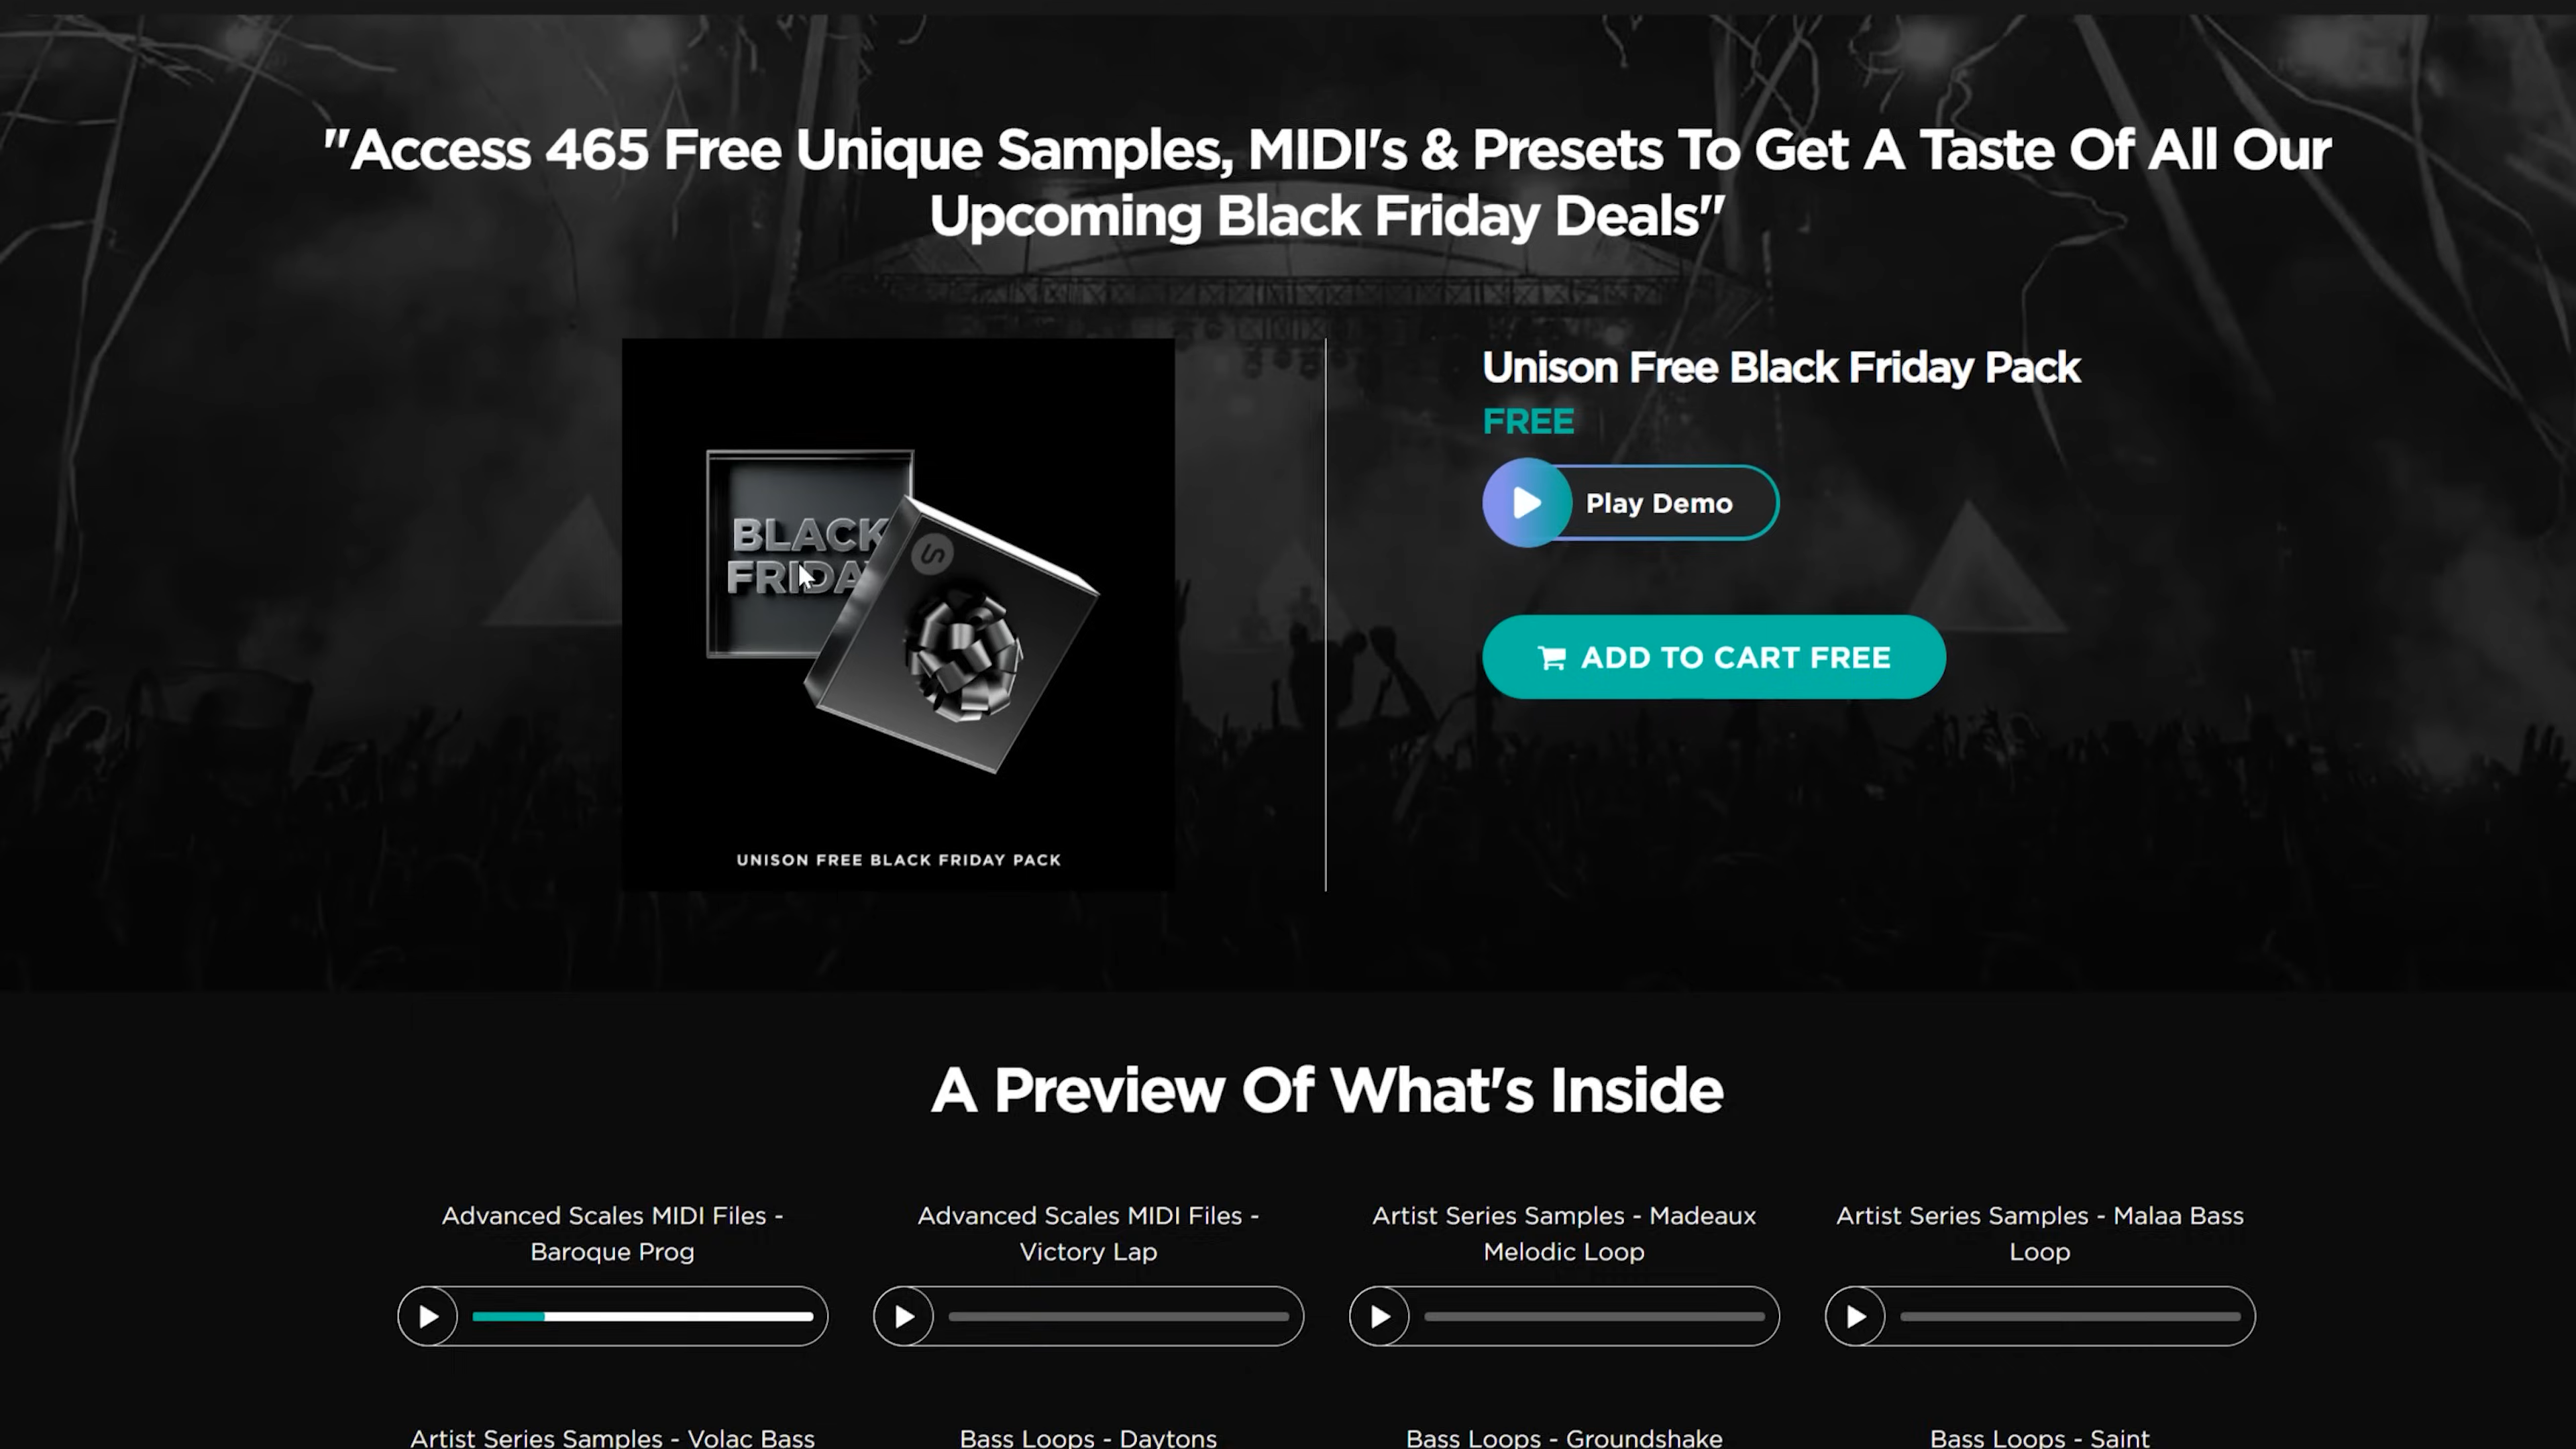 "Access 465 Free Unique Samples, MIDI's & Presets To Get A Taste Of All Our
Upcoming Black Friday Deals"
BLACK
FRIDA
UNISON FREE BLACK FRIDAY PACK
Unison Free Black Friday Pack
FREE
Play Demo
ADD TO CART FREE
A Preview Of What's Inside
Advanced Scales MIDI Files -
Baroque Prog
Advanced Scales MIDI Files -
Victory Lap
Artist Series Samples - Madeaux
Melodic Loop
Artist Series Samples - Malaa Bass
Loop
Artist Series Samples - Volac Bass
Bass Loops - Daytons
Bass Loops - Groundshake
Bass Loops - Saint